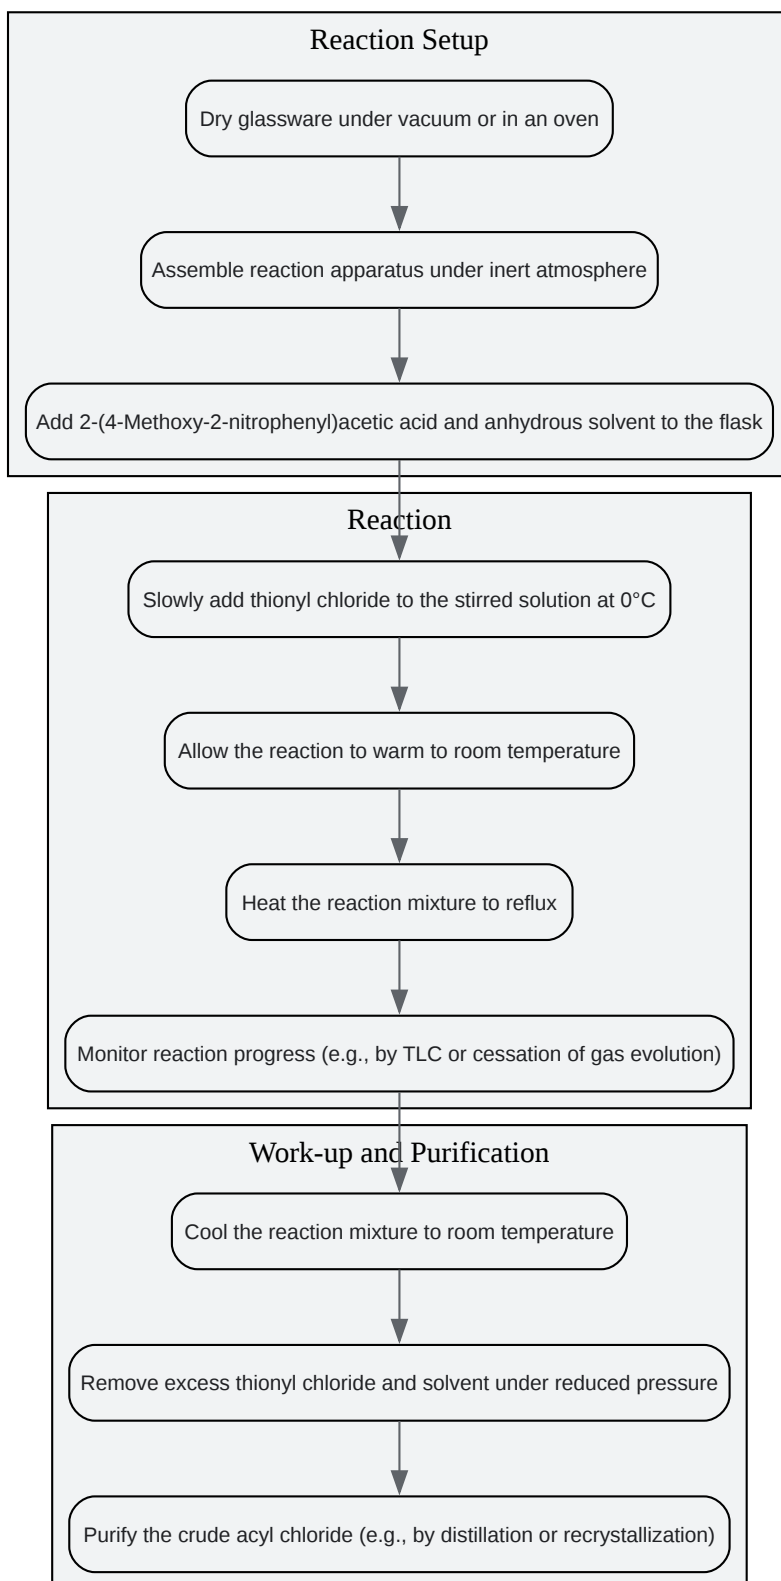 Reaction Setup
Dry glassware under vacuum or in an oven
Assemble reaction apparatus under inert atmosphere
Add 2-(4-Methoxy-2-nitrophenyl)acetic acid and anhydrous solvent to the flask
Reaction
Slowly add thionyl chloride to the stirred solution at 0°C
Allow the reaction to warm to room temperature
Heat the reaction mixture to reflux
Monitor reaction progress (e.g., by TLC or cessation of gas evolution)
Work-up and Purification
Cool the reaction mixture to room temperature
Remove excess thionyl chloride and solvent under reduced pressure
Purify the crude acyl chloride (e.g., by distillation or recrystallization)